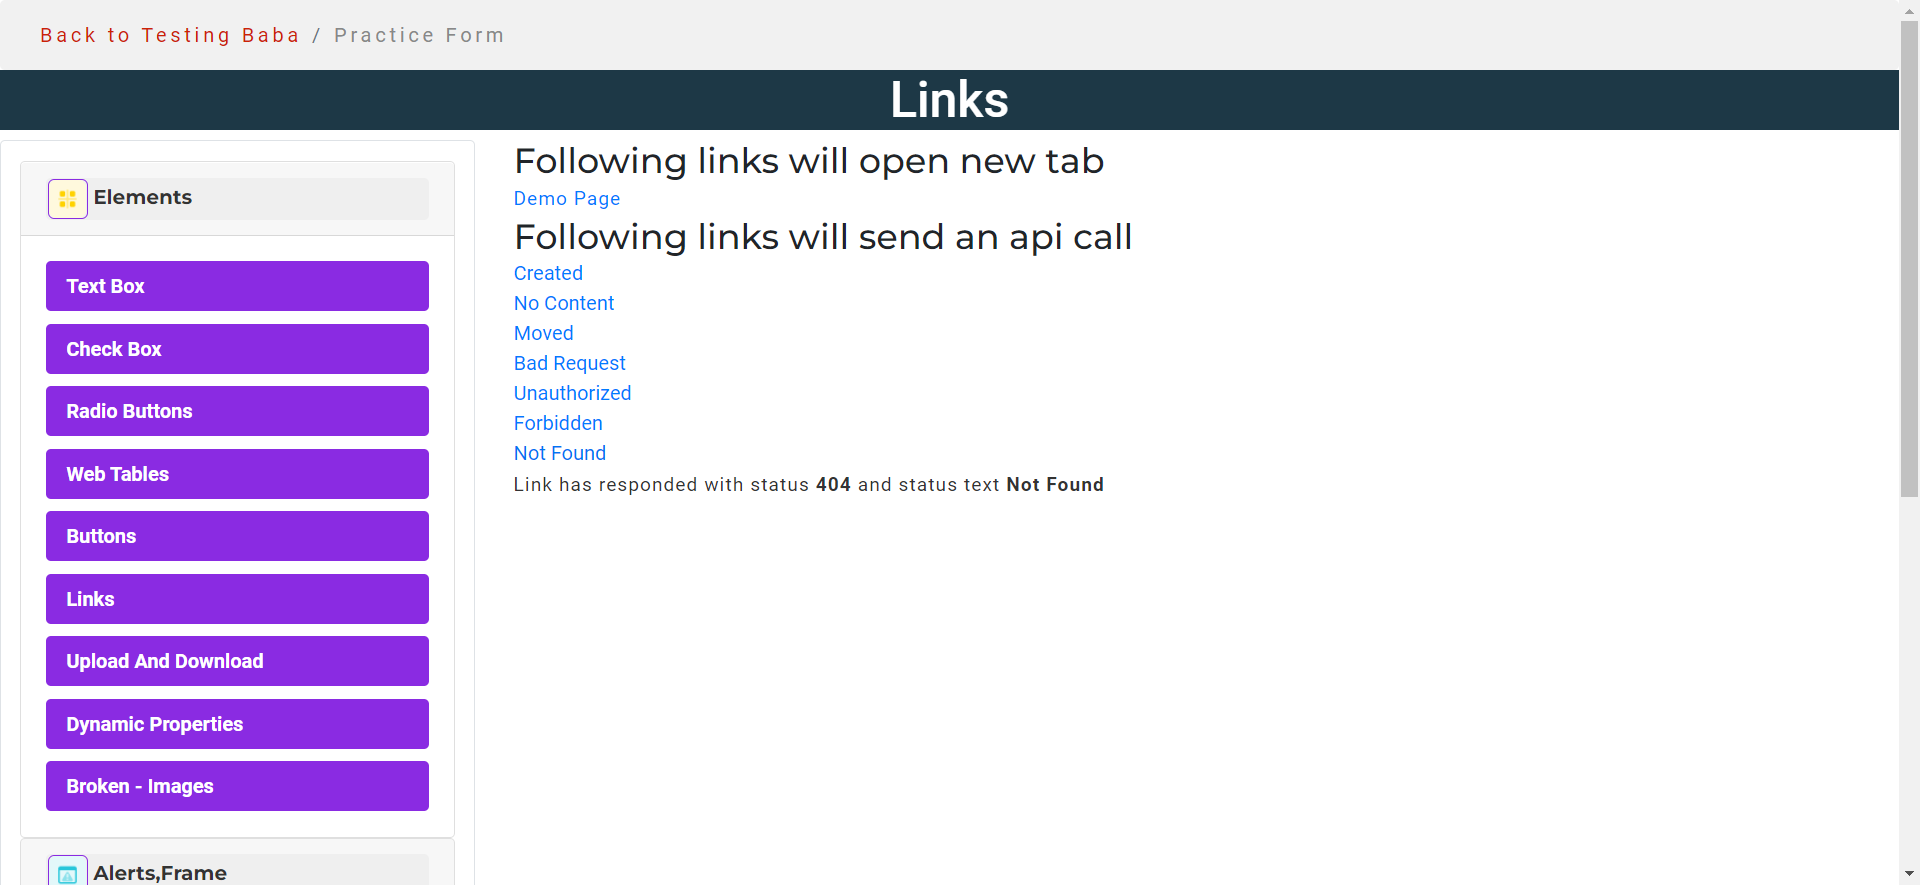 Back to Testing Baba / Practice Form
Links
Elements
Text Box
Check Box
Radio Buttons
Web Tables
Buttons
Links
Upload And Download
Dynamic Properties
Broken - Images
Alerts,Frame
Following links will open new tab
Demo Page
Following links will send an api call
Created
No Content
Moved
Bad Request
Unauthorized
Forbidden
Not Found
Link has responded with status 404 and status text Not Found